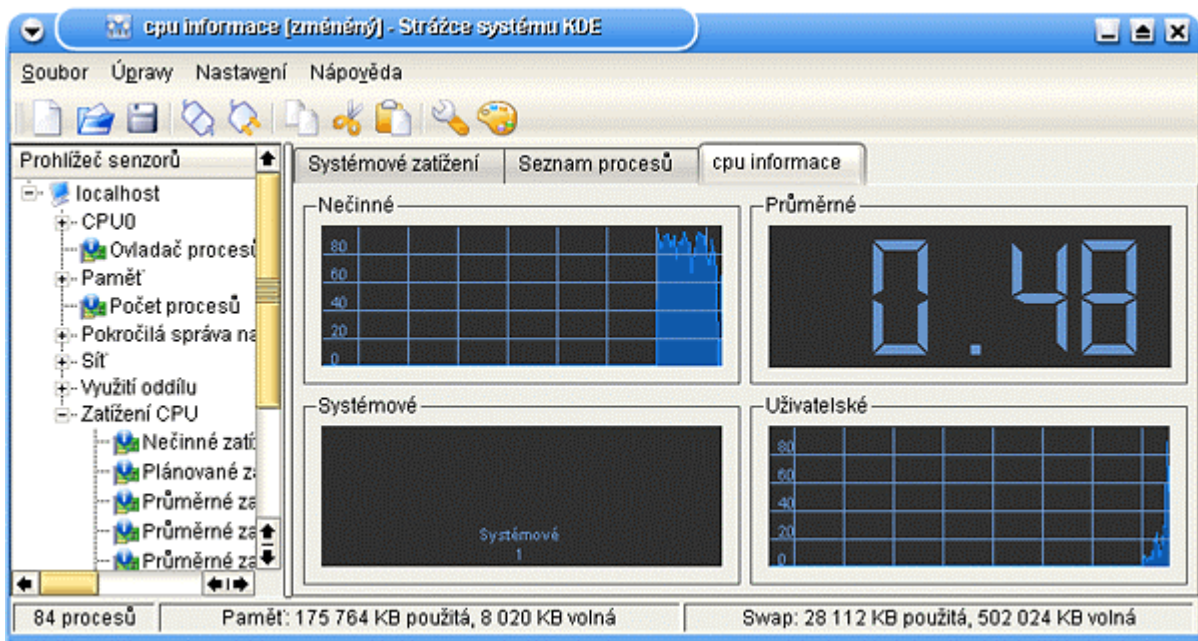 cpu informace [změněný] - Strážce systému KDE
Soubor Úpravy Nastavení Nápověda
Prohlížeč senzorů
localhost
CPU0
Ovladač procesů
Paměť
Počet procesů
Pokročilá správa na
Síť
Využití oddílu
Zatížení CPU
Nečinné zatí
Plánované za
Průměrné za
Průměrné za
Průměrné za
Systémové zatížení Seznam procesů cpu informace
Nečinné
80
60
40
20
0
Průměrné
0.48
Systémové
Systémové
1
Uživatelské
80
60
40
20
0
84 procesů Paměť: 175 764 KB použitá, 8 020 KB volná Swap: 28 112 KB použitá, 502 024 KB volná